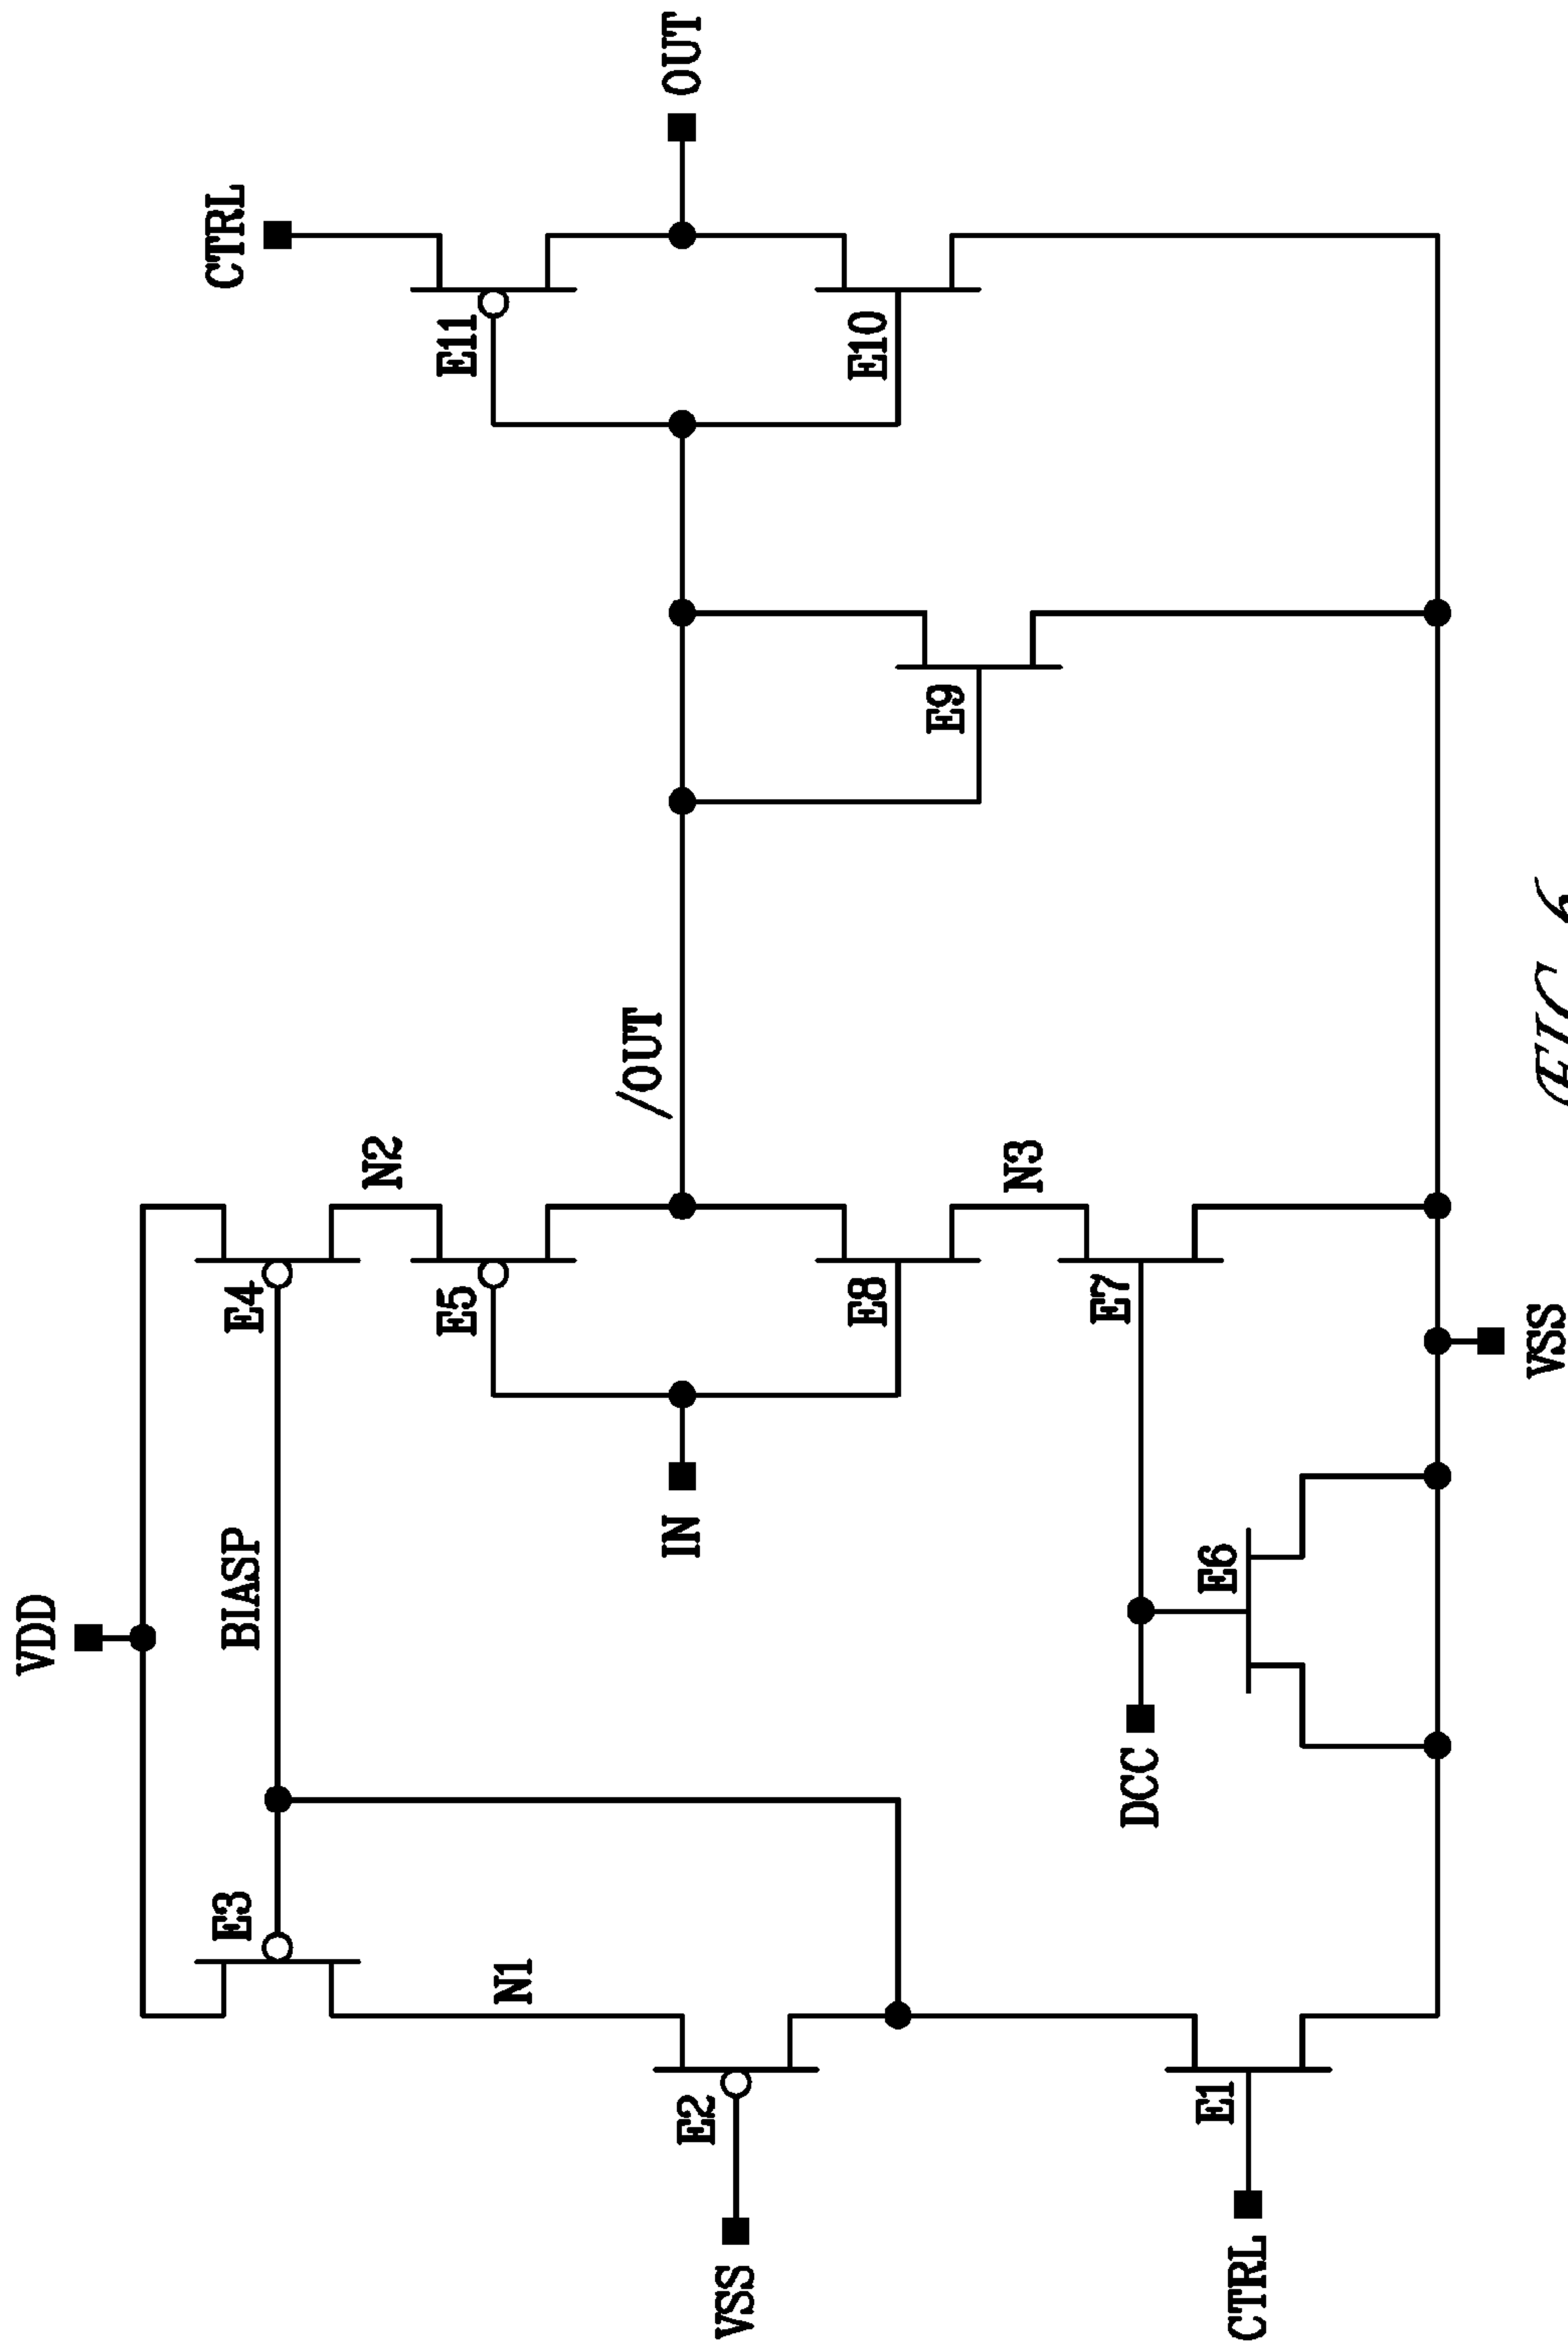 VDD
E3
BIASP
E4
N2
N1
E5
CTRL
E11
VSS
E2
IN
/OUT
OUT
E8
E10
E9
N3
E7
DCC
E6
CTRL
E1
VSS